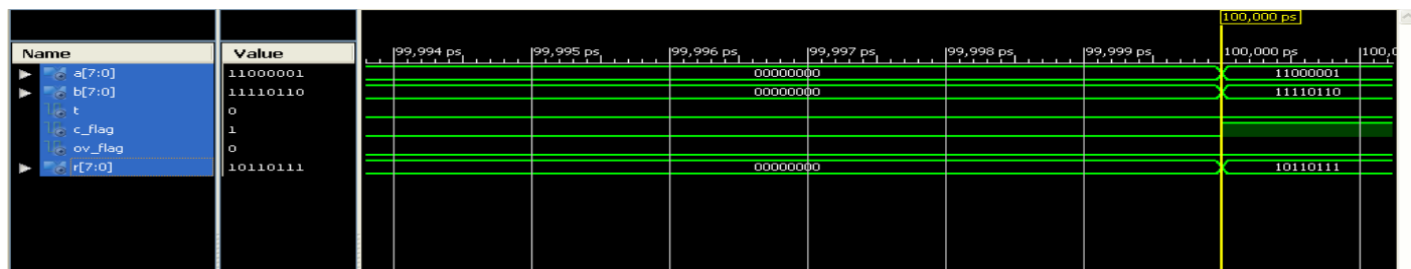 100,000 ps
Name Value 99,994 ps 99,995 ps 99,996 ps 99,997 ps 99,998 ps 99,999 ps 100,000 ps
a[7:0] 11000001 00000000 11000001
b[7:0] 11110110 00000000 11110110
t 0
c_flag 1
ov_flag 0
r[7:0] 10110111 00000000 10110111